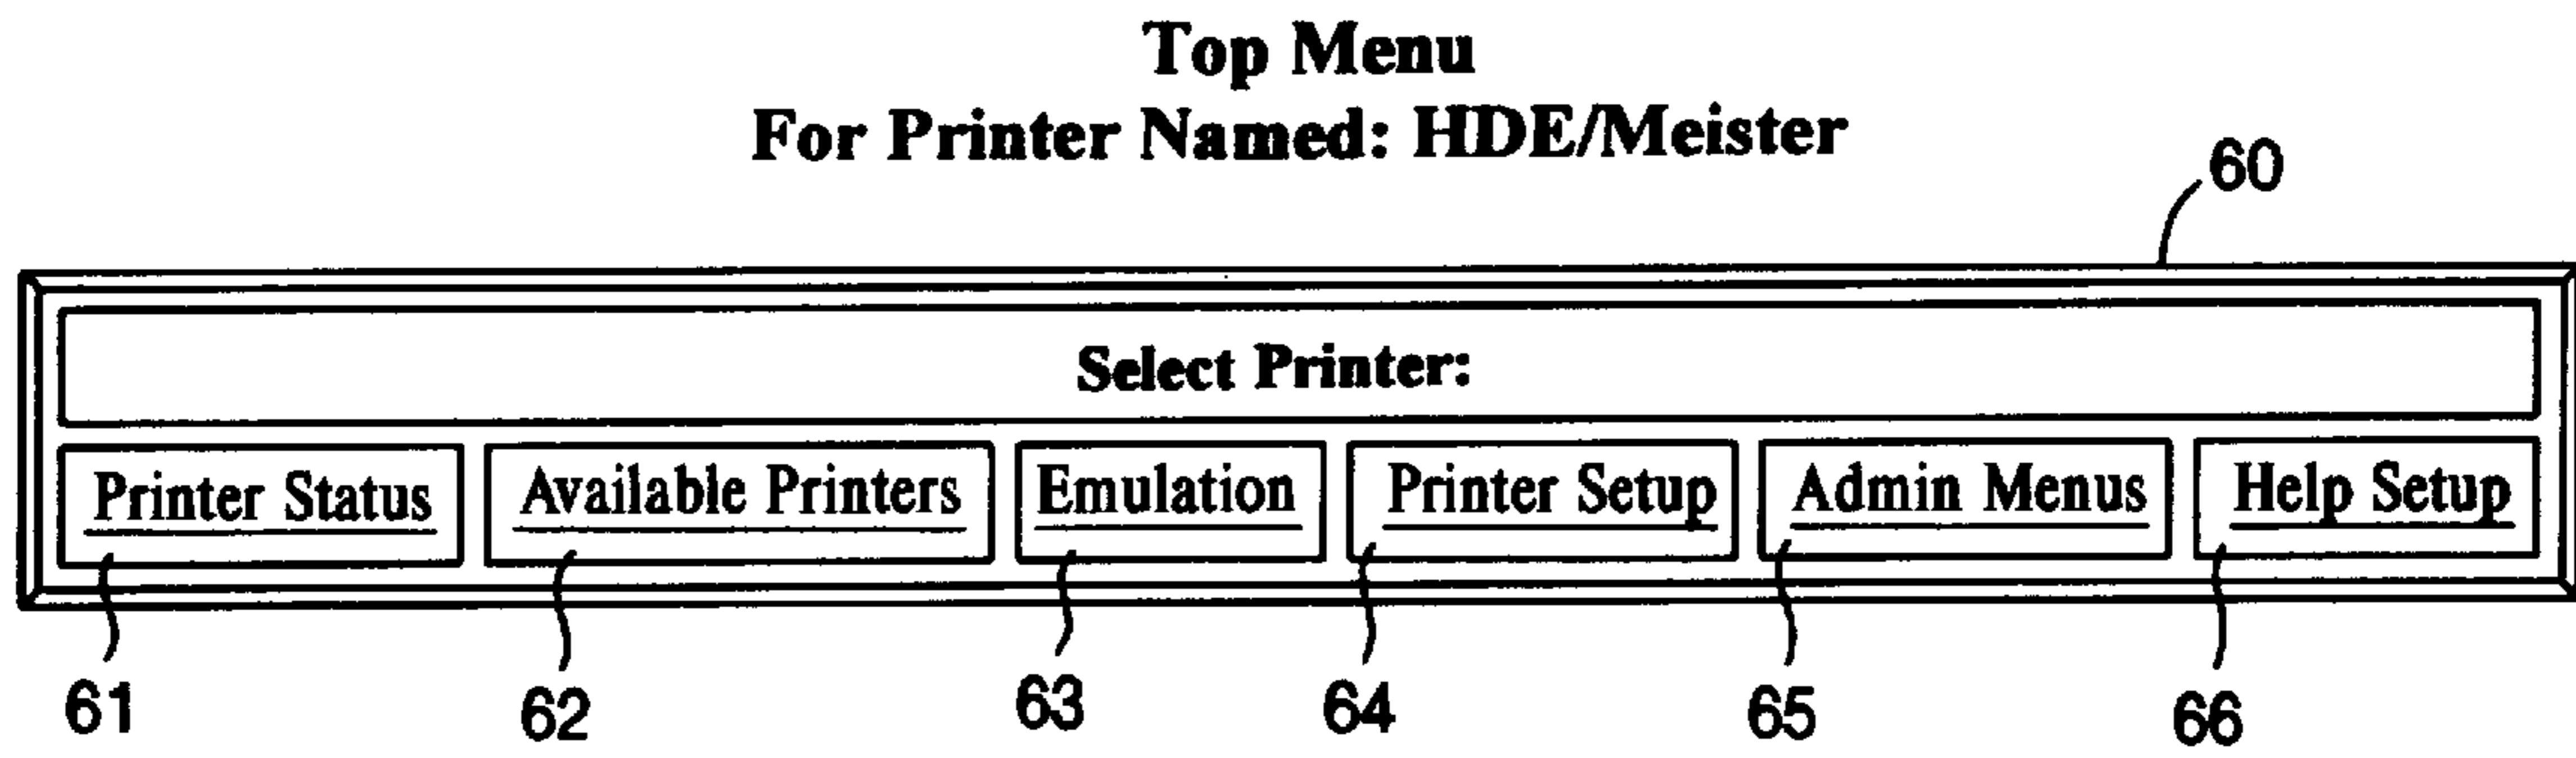 Top Menu
For Printer Named: HDE/Meister
60
Select Printer:
Printer Status Available Printers Emulation Printer Setup Admin Menus Help Setup
61 62 63 64 65 66